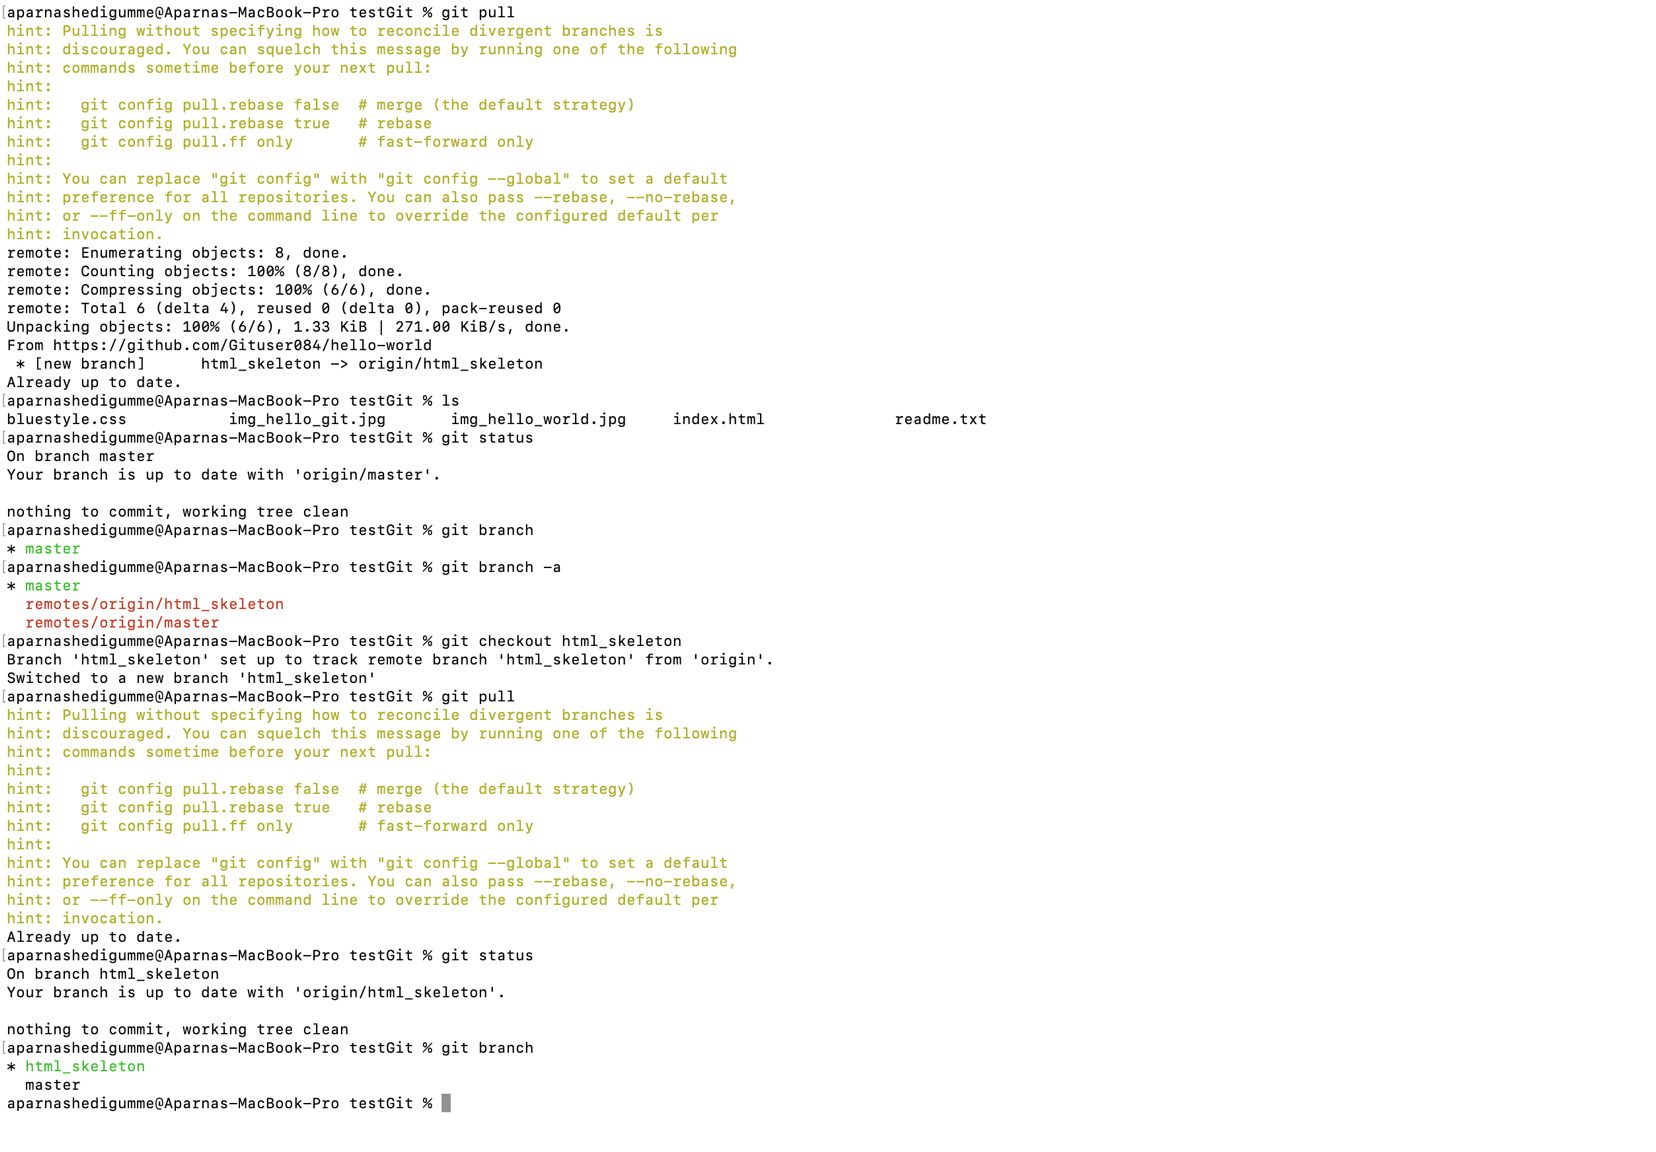 [aparnashedigumme@Aparnas-MacBook-Pro testGit % git pull
hint: Pulling without specifying how to reconcile divergent branches is
hint: discouraged. You can squelch this message by running one of the following
hint: commands sometime before your next pull:
hint:
hint:   git config pull.rebase false  # merge (the default strategy)
hint:   git config pull.rebase true   # rebase
hint:   git config pull.ff only       # fast-forward only
hint:
hint: You can replace "git config" with "git config --global" to set a default
hint: preference for all repositories. You can also pass --rebase, --no-rebase,
hint: or --ff-only on the command line to override the configured default per
hint: invocation.
remote: Enumerating objects: 8, done.
remote: Counting objects: 100% (8/8), done.
remote: Compressing objects: 100% (6/6), done.
remote: Total 6 (delta 4), reused 0 (delta 0), pack-reused 0
Unpacking objects: 100% (6/6), 1.33 KiB | 271.00 KiB/s, done.
From https://github.com/Gituser084/hello-world
 * [new branch]      html_skeleton -> origin/html_skeleton
Already up to date.
[aparnashedigumme@Aparnas-MacBook-Pro testGit % ls
bluestyle.css           img_hello_git.jpg       img_hello_world.jpg     index.html              readme.txt
[aparnashedigumme@Aparnas-MacBook-Pro testGit % git status
On branch master
Your branch is up to date with 'origin/master'.

nothing to commit, working tree clean
[aparnashedigumme@Aparnas-MacBook-Pro testGit % git branch
* master
[aparnashedigumme@Aparnas-MacBook-Pro testGit % git branch -a
* master
  remotes/origin/html_skeleton
  remotes/origin/master
[aparnashedigumme@Aparnas-MacBook-Pro testGit % git checkout html_skeleton
Branch 'html_skeleton' set up to track remote branch 'html_skeleton' from 'origin'.
Switched to a new branch 'html_skeleton'
[aparnashedigumme@Aparnas-MacBook-Pro testGit % git pull
hint: Pulling without specifying how to reconcile divergent branches is
hint: discouraged. You can squelch this message by running one of the following
hint: commands sometime before your next pull:
hint:
hint:   git config pull.rebase false  # merge (the default strategy)
hint:   git config pull.rebase true   # rebase
hint:   git config pull.ff only       # fast-forward only
hint:
hint: You can replace "git config" with "git config --global" to set a default
hint: preference for all repositories. You can also pass --rebase, --no-rebase,
hint: or --ff-only on the command line to override the configured default per
hint: invocation.
Already up to date.
[aparnashedigumme@Aparnas-MacBook-Pro testGit % git status
On branch html_skeleton
Your branch is up to date with 'origin/html_skeleton'.

nothing to commit, working tree clean
[aparnashedigumme@Aparnas-MacBook-Pro testGit % git branch
* html_skeleton
  master
aparnashedigumme@Aparnas-MacBook-Pro testGit %